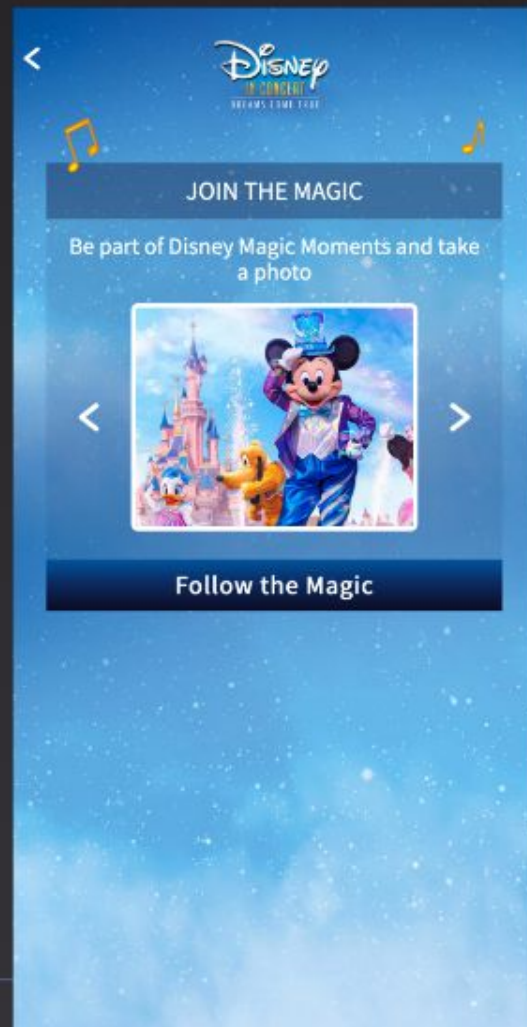 Disney
IN CONCERT
DREAMS COME TRUE
JOIN THE MAGIC
Be part of Disney Magic Moments and take
a photo
Follow the Magic